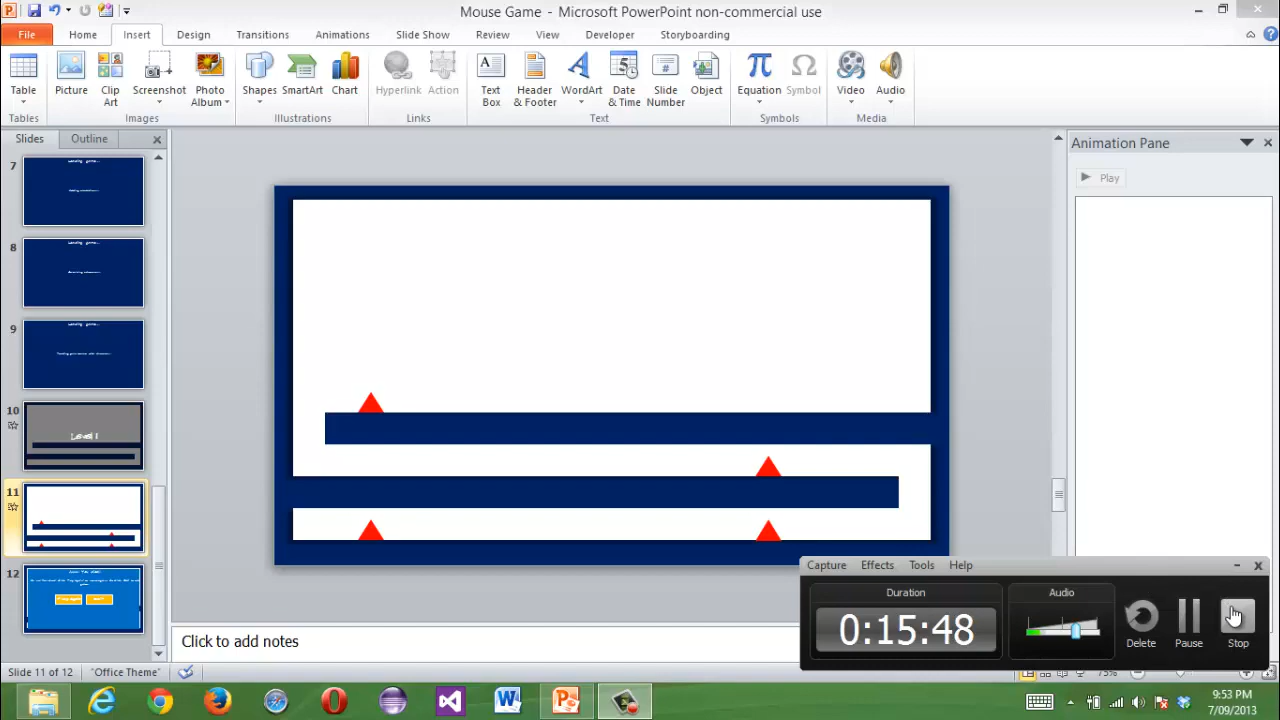 Mouse Game - Microsoft PowerPoint non-commercial use
File Home Insert Design Transitions Animations Slide Show Review View Developer Storyboarding
Table Picture Clip Art Screenshot Photo Album Shapes SmartArt Chart Hyperlink Action Text Box Header & Footer WordArt Date & Time Slide Number Object Equation Symbol Video Audio
Tables Images Illustrations Links Text Symbols Media
Slides Outline
Animation Pane
Play
7
8
9
10
Level 1
11
12
Capture Effects Tools Help
Duration Audio
0:15:48
Delete Pause Stop
Click to add notes
Slide 11 of 12 "Office Theme" 75%
9:53 PM
7/09/2013